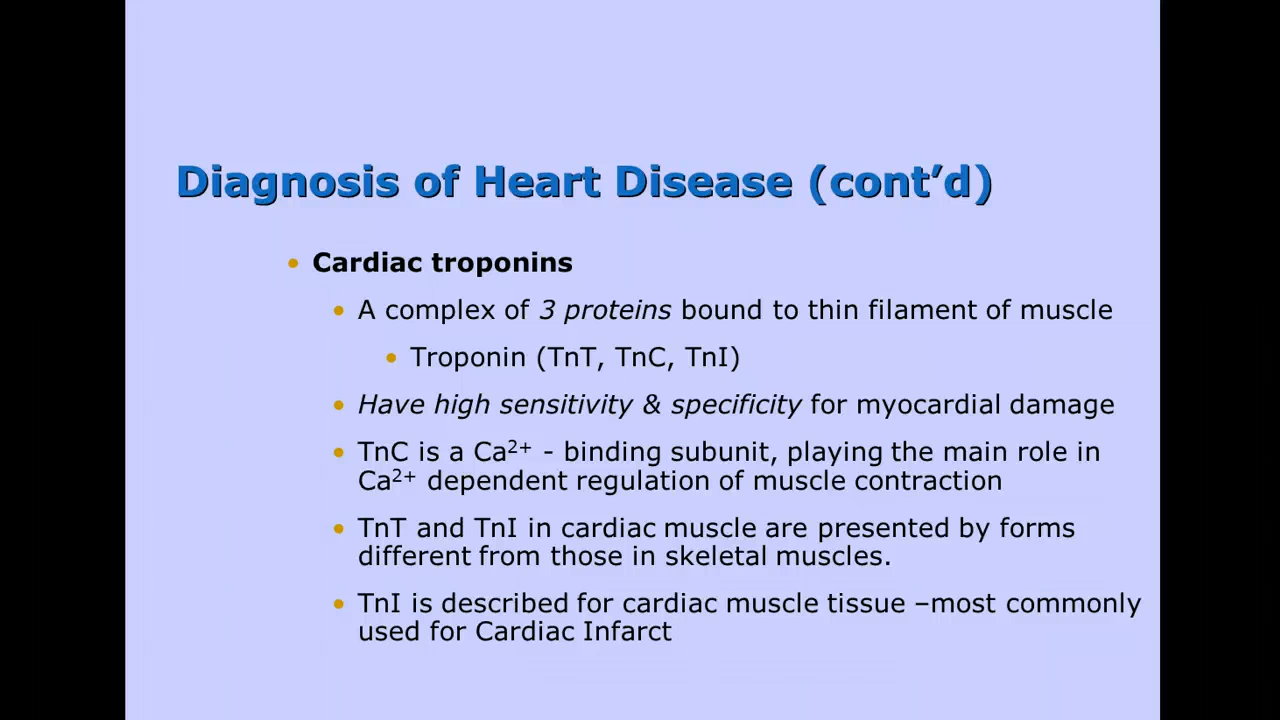 Diagnosis of Heart Disease (cont’d)
• Cardiac troponins
• A complex of 3 proteins bound to thin filament of muscle
• Troponin (TnT, TnC, TnI)
• Have high sensitivity & specificity for myocardial damage
• TnC is a Ca²⁺ - binding subunit, playing the main role in
Ca²⁺ dependent regulation of muscle contraction
• TnT and TnI in cardiac muscle are presented by forms
different from those in skeletal muscles.
• TnI is described for cardiac muscle tissue –most commonly
used for Cardiac Infarct